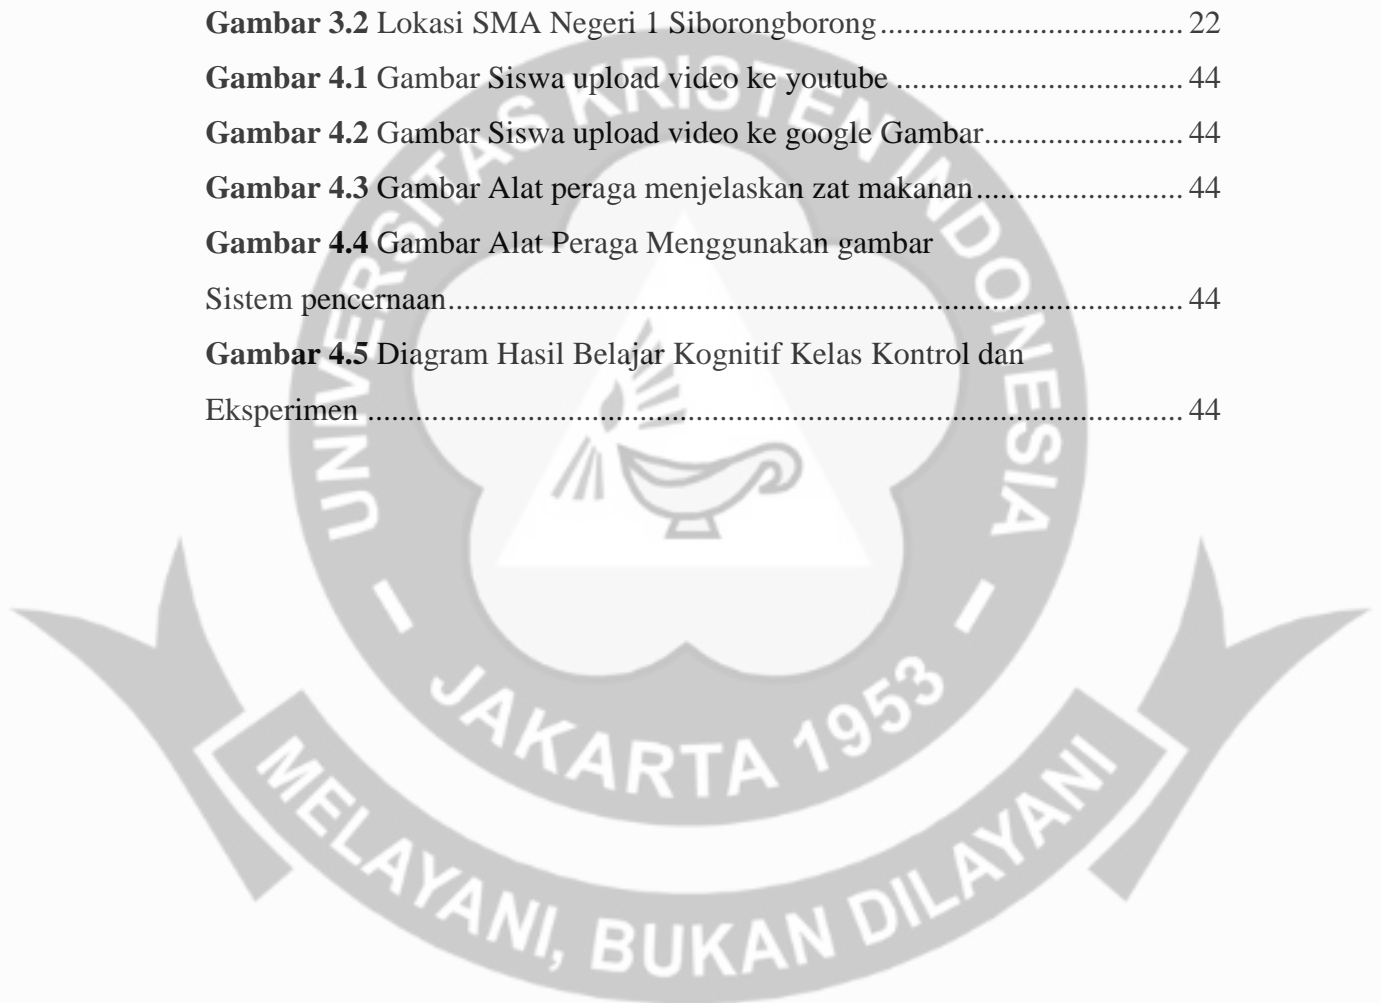 Gambar 3.2 Lokasi SMA Negeri 1 Siborongborong.................................... 22
Gambar 4.1 Gambar Siswa upload video ke youtube .................................. 44
Gambar 4.2 Gambar Siswa upload video ke google Gambar........................ 44
Gambar 4.3 Gambar Alat peraga menjelaskan zat makanan......................... 44
Gambar 4.4 Gambar Alat Peraga Menggunakan gambar
Sistem pencernaan......................................................................................... 44
Gambar 4.5 Diagram Hasil Belajar Kognitif Kelas Kontrol dan
Eksperimen ................................................................................................... 44
UNIVERSITAS KRISTEN INDONESIA
JAKARTA 1953
MELAYANI, BUKAN DILAYANI